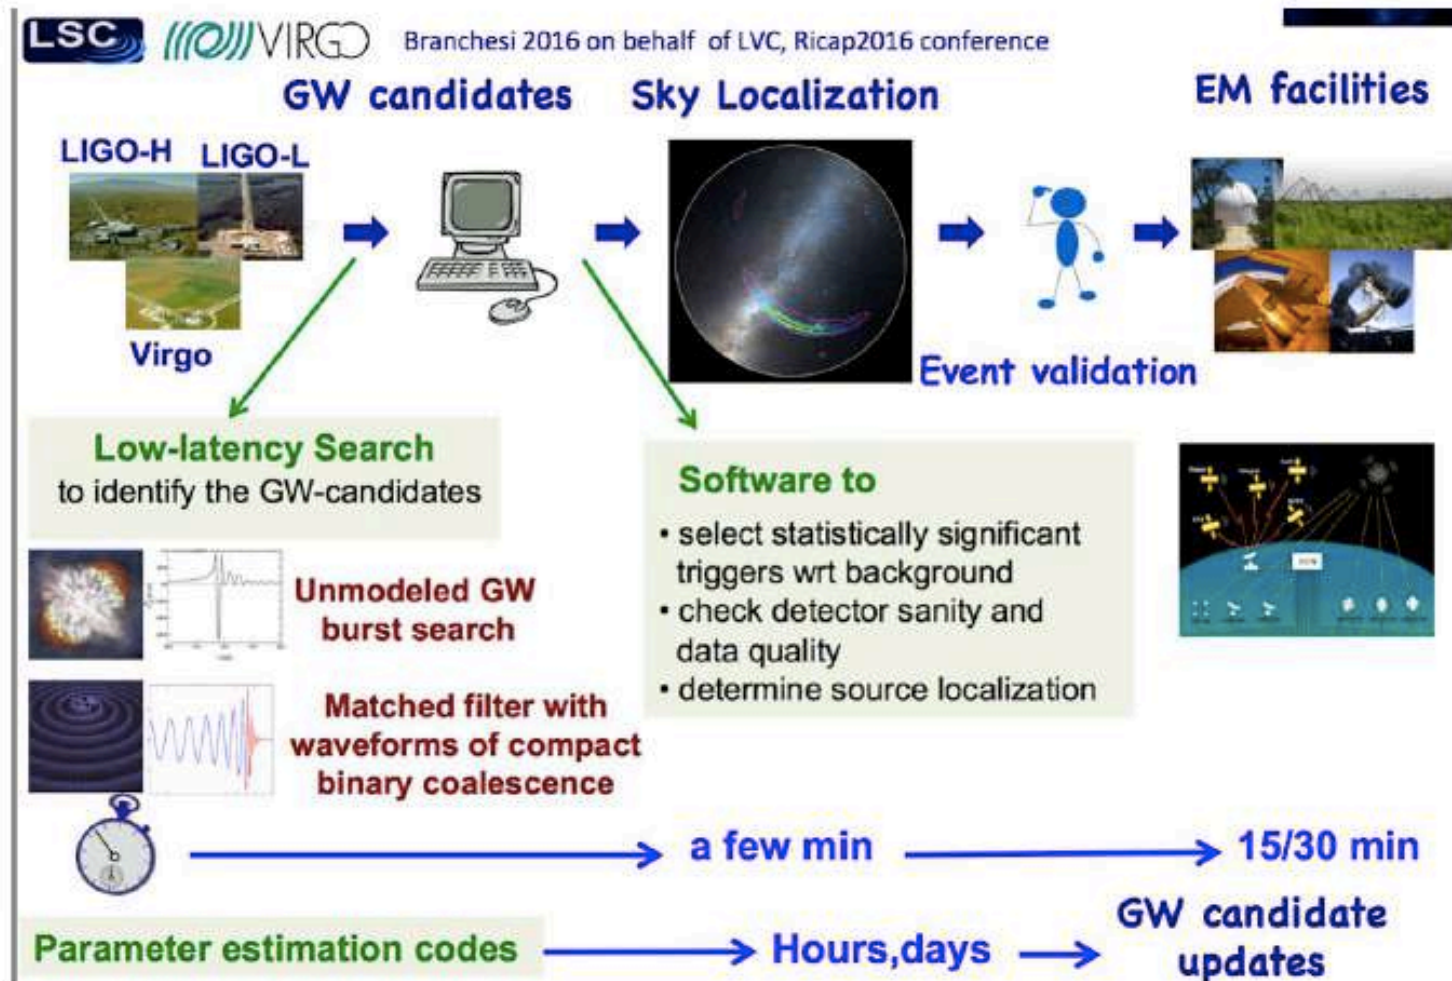 LSC
VIRGO
Branchesi 2016 on behalf of LVC, Ricap2016 conference
GW candidates
Sky Localization
EM facilities
LIGO-H
LIGO-L
Virgo
Event validation
Low-latency Search
to identify the GW-candidates
Unmodeled GW
burst search
Matched filter with
waveforms of compact
binary coalescence
Software to
• select statistically significant
triggers wrt background
• check detector sanity and
data quality
• determine source localization
a few min
15/30 min
Parameter estimation codes
Hours,days
GW candidate
updates